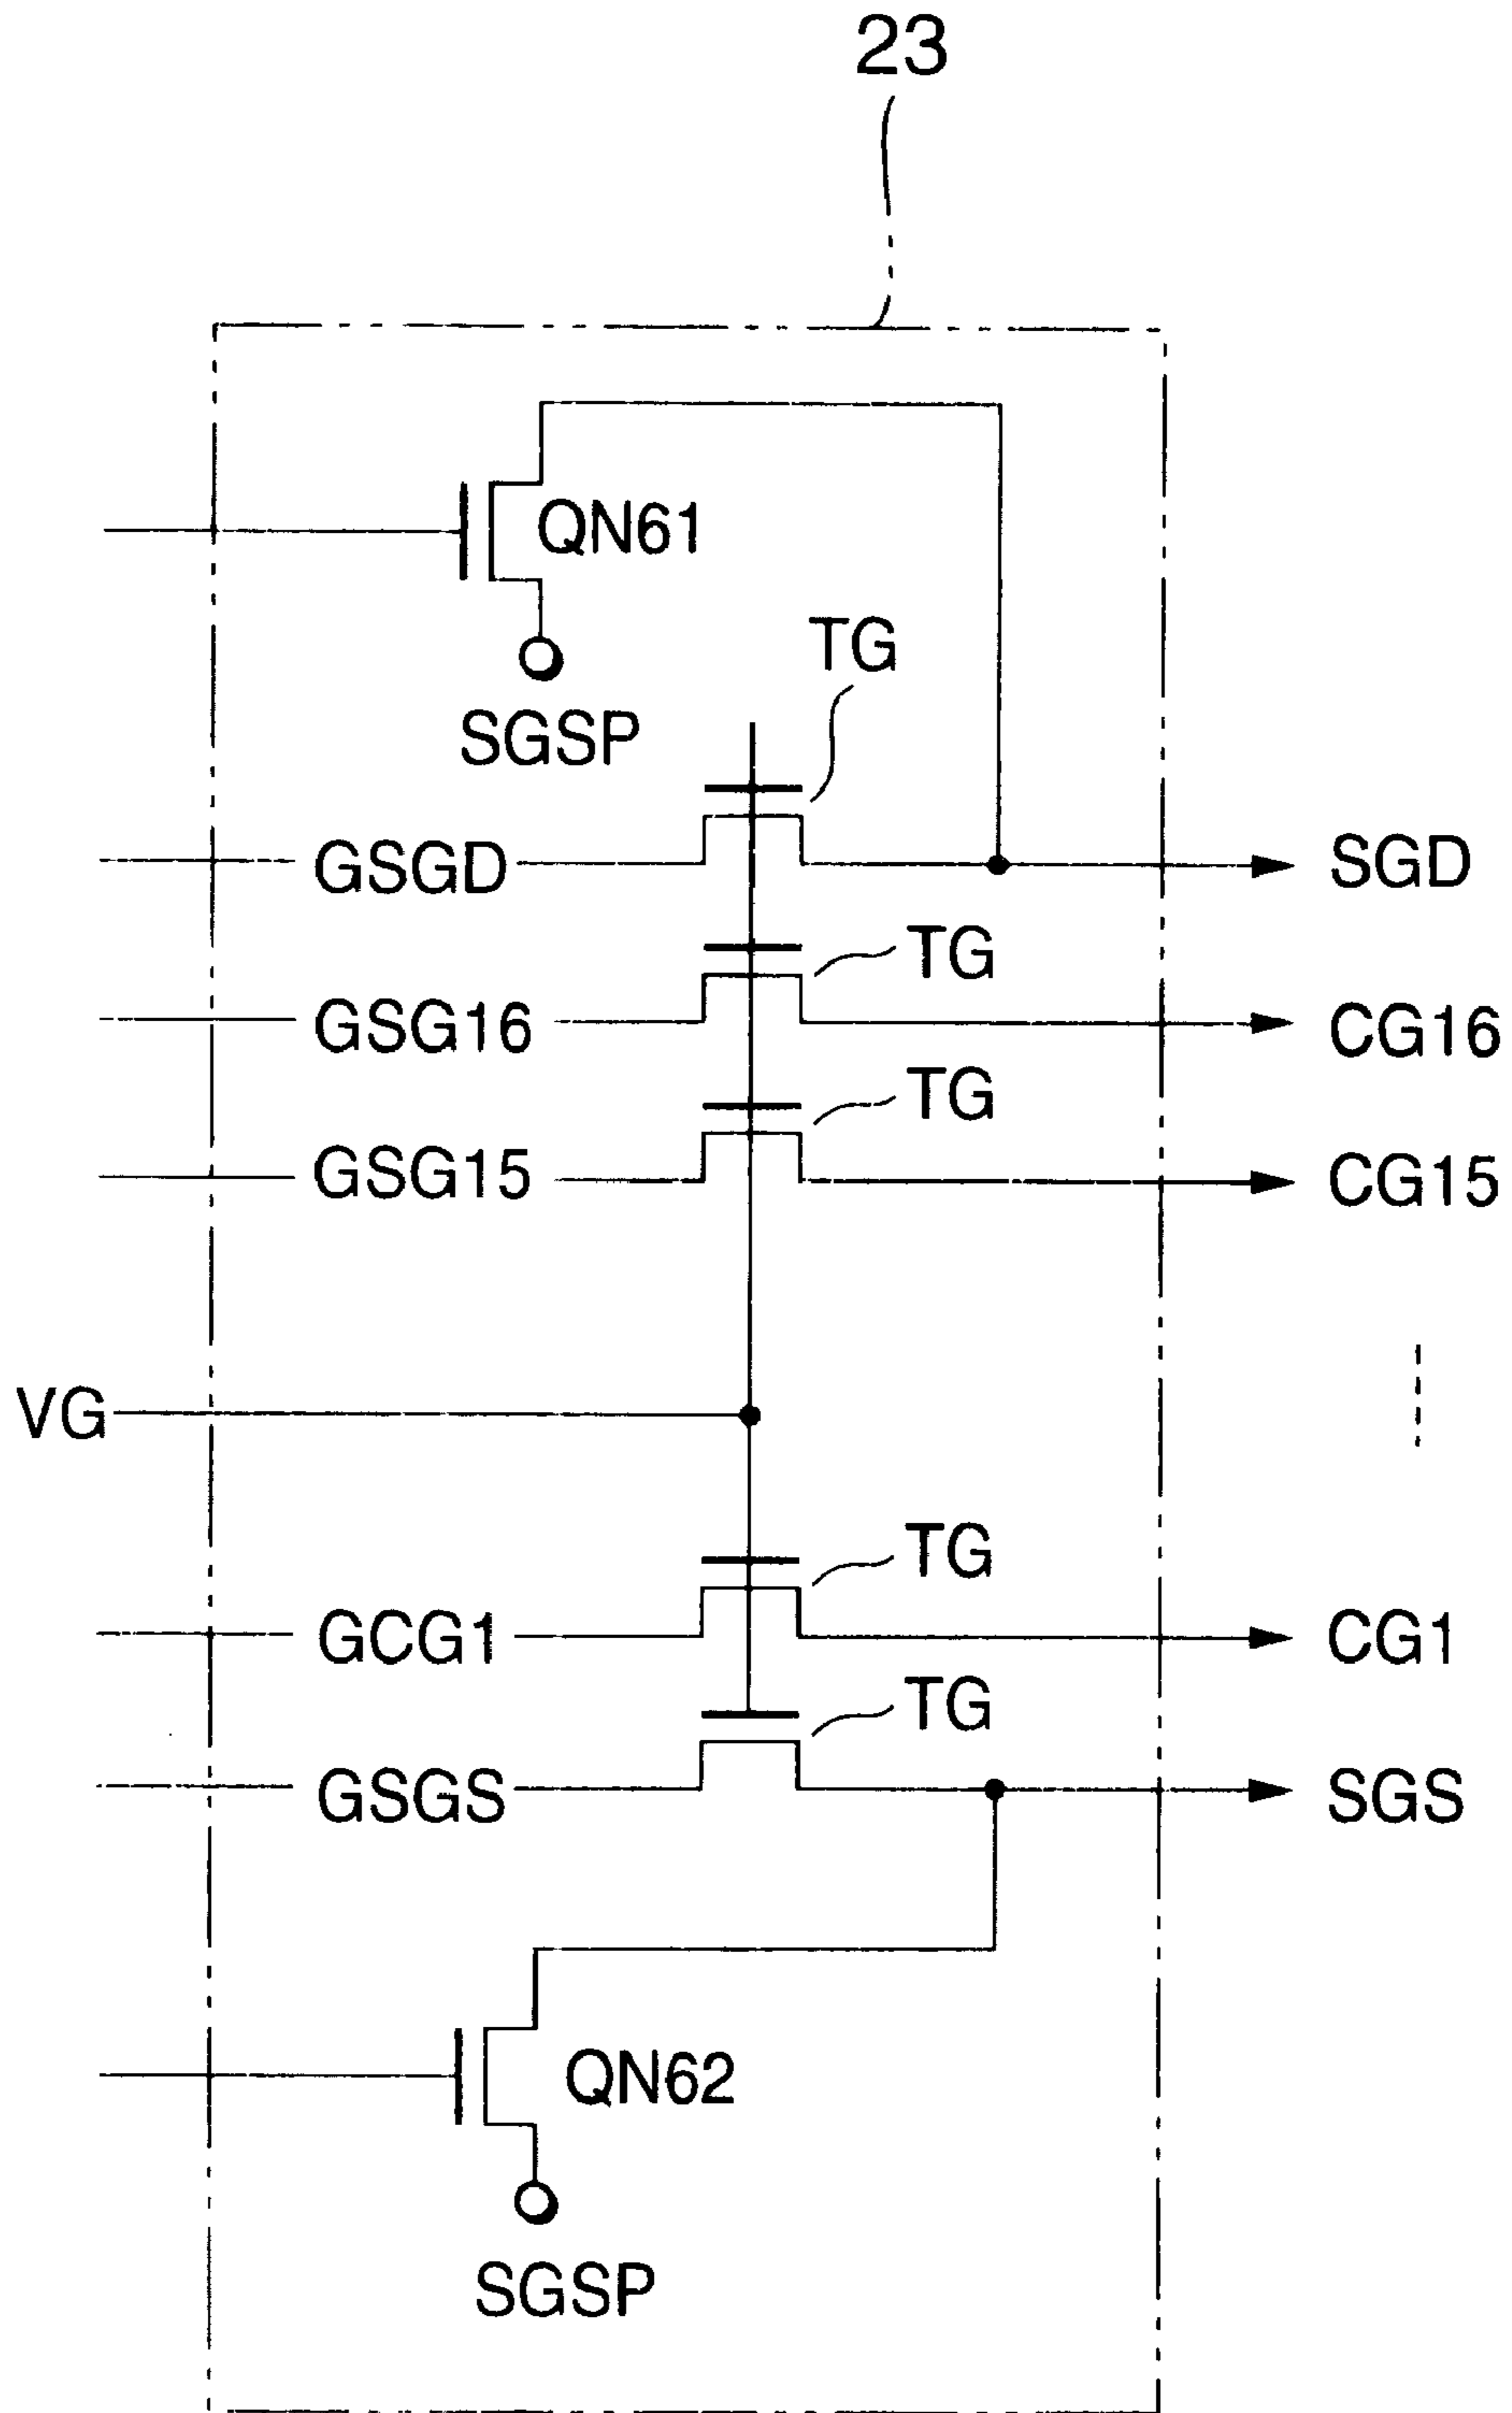 23
QN61
SGSP
TG
GSGD
SGD
TG
GSG16
CG16
TG
GSG15
CG15
VG
TG
GCG1
CG1
TG
GSGS
SGS
QN62
SGSP